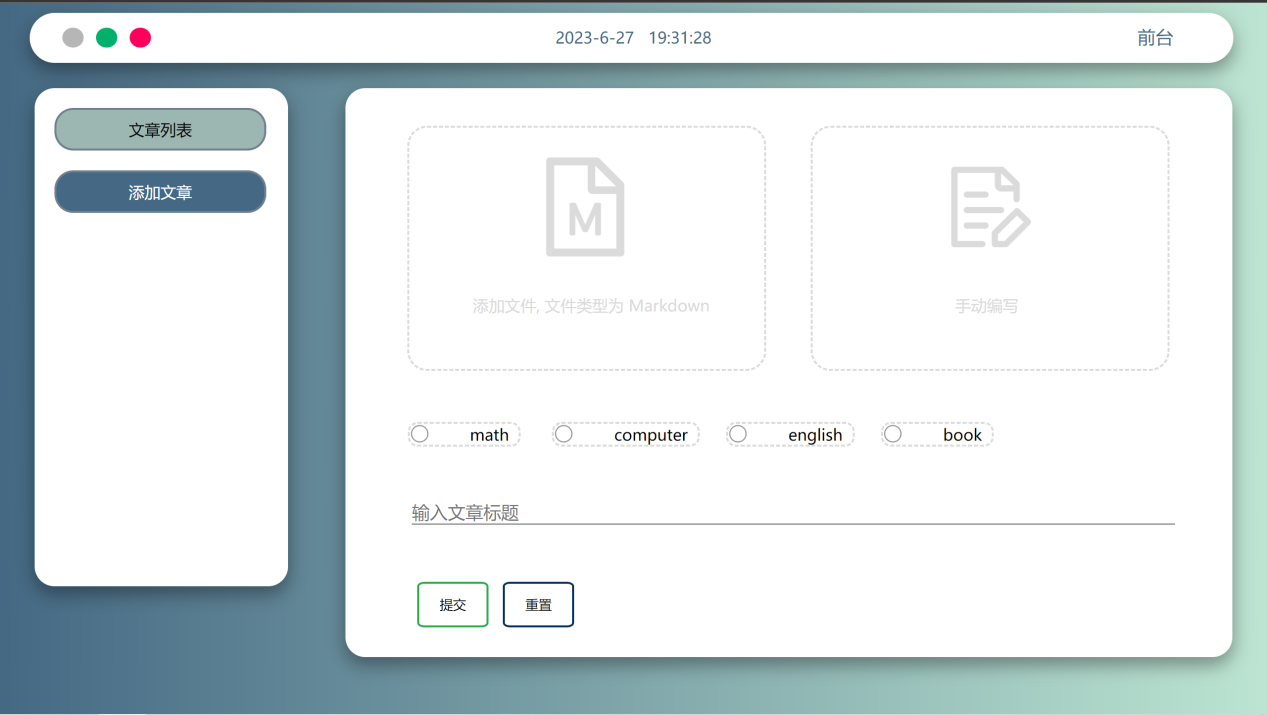 2023-6-27 19:31:28
前台
文章列表
添加文章
M
添加文件, 文件类型为 Markdown
手动编写
math
computer
english
book
输入文章标题
提交
重置